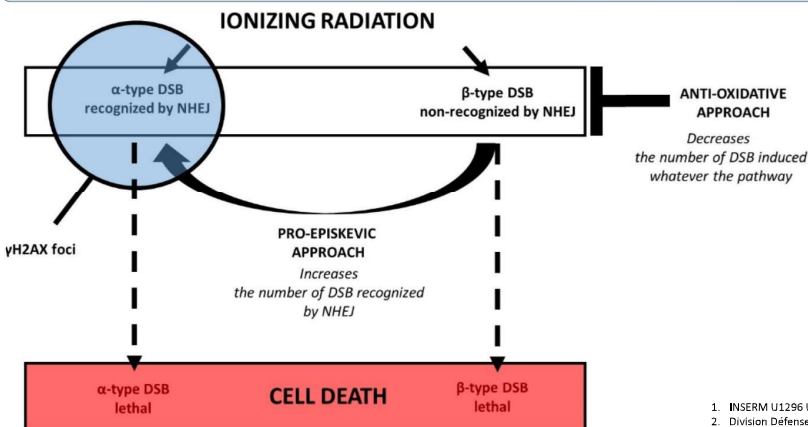 IONIZING RADIATION
α-type DSB
recognized by NHEJ
β-type DSB
non-recognized by NHEJ
ANTI-OXIDATIVE
APPROACH
Decreases
the number of DSB induced
whatever the pathway
γH2AX foci
PRO-EPISKEVIC
APPROACH
Increases
the number of DSB recognized
by NHEJ
α-type DSB
lethal
CELL DEATH
β-type DSB
lethal
1. INSERM U1296
2. Division Défense